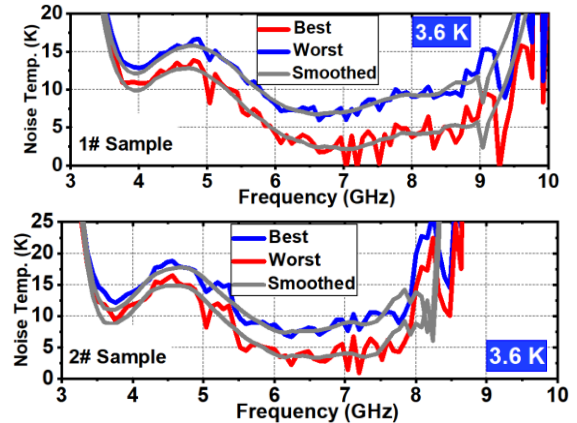 20
15
10
5
0
Noise Temp. (K)
Best
Worst
Smoothed
3.6 K
1# Sample
3 4 5 6 7 8 9 10
Frequency (GHz)
25
20
15
10
5
0
Noise Temp. (K)
Best
Worst
Smoothed
2# Sample
3.6 K
3 4 5 6 7 8 9 10
Frequency (GHz)